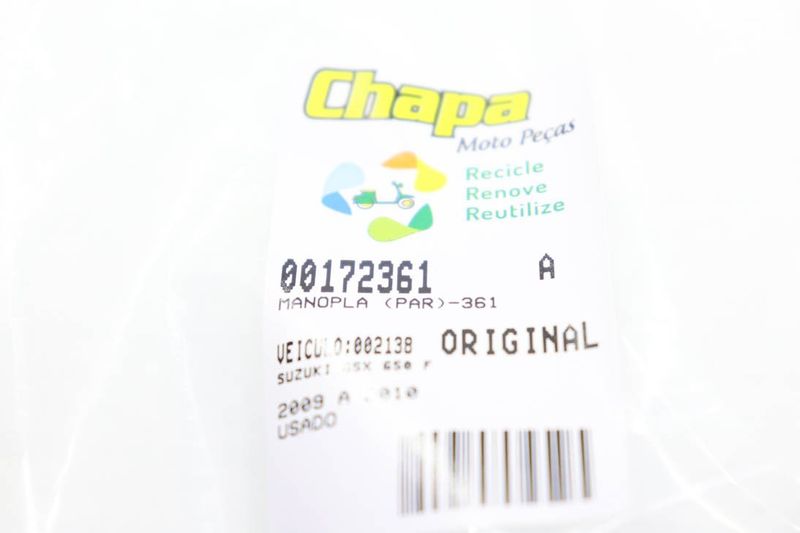 Chapa
Moto Peças
Recicle
Renove
Reutilize
00172361 A
MANOPLA (PAR)-361
VEICULO:002138 ORIGINAL
SUZUKI GSX 650 F
2009 A 2010
USADO